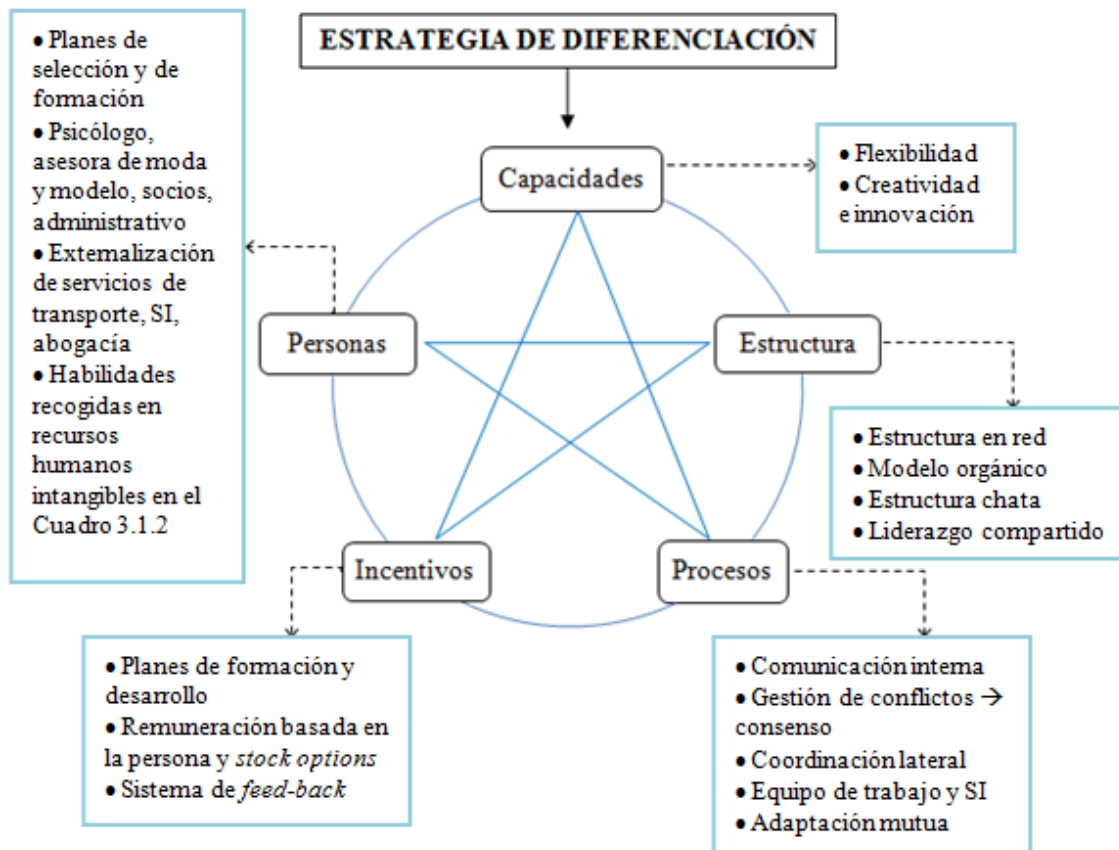 ESTRATEGIA DE DIFERENCIACIÓN
• Planes de
selección y de
formación
• Psicólogo,
asesora de moda
y modelo, socios,
administrativo
• Externalización
de servicios de
transporte, SI,
abogacía
• Habilidades
recogidas en
recursos
humanos
intangibles en el
Cuadro 3.1.2
Capacidades
• Flexibilidad
• Creatividad
e innovación
Personas
Estructura
• Estructura en red
• Modelo orgánico
• Estructura chata
• Liderazgo compartido
Incentivos
Procesos
• Planes de formación y
desarrollo
• Remuneración basada en
la persona y stock options
• Sistema de feed-back
• Comunicación interna
• Gestión de conflictos →
consenso
• Coordinación lateral
• Equipo de trabajo y SI
• Adaptación mutua